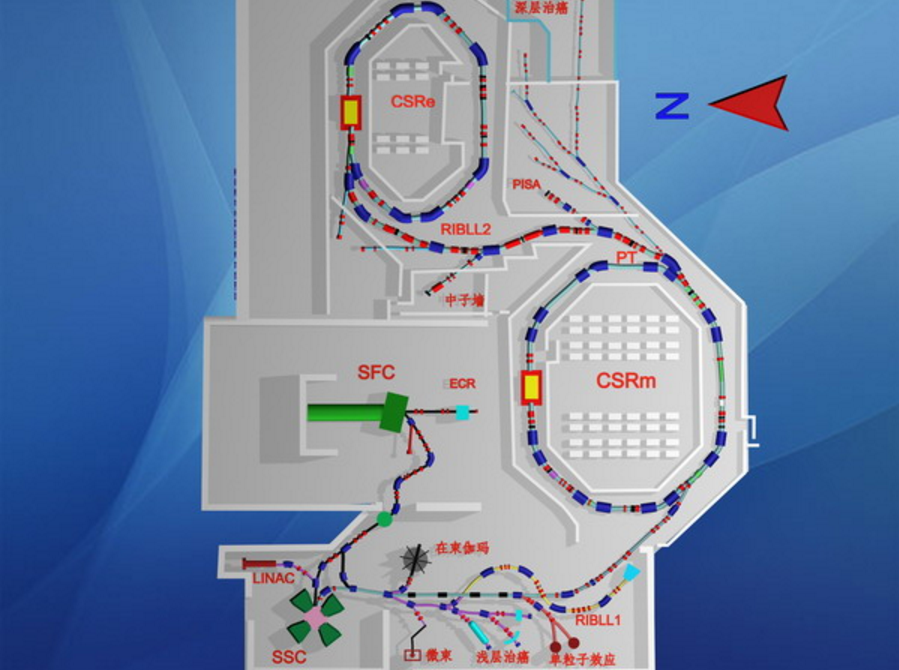 深层治癌
CSRe
N
PISA
RIBLL2
PT
中子墙
SFC
ECR
CSRm
在束伽玛
LINAC
RIBLL1
SSC
微束
浅层治癌
单粒子效应